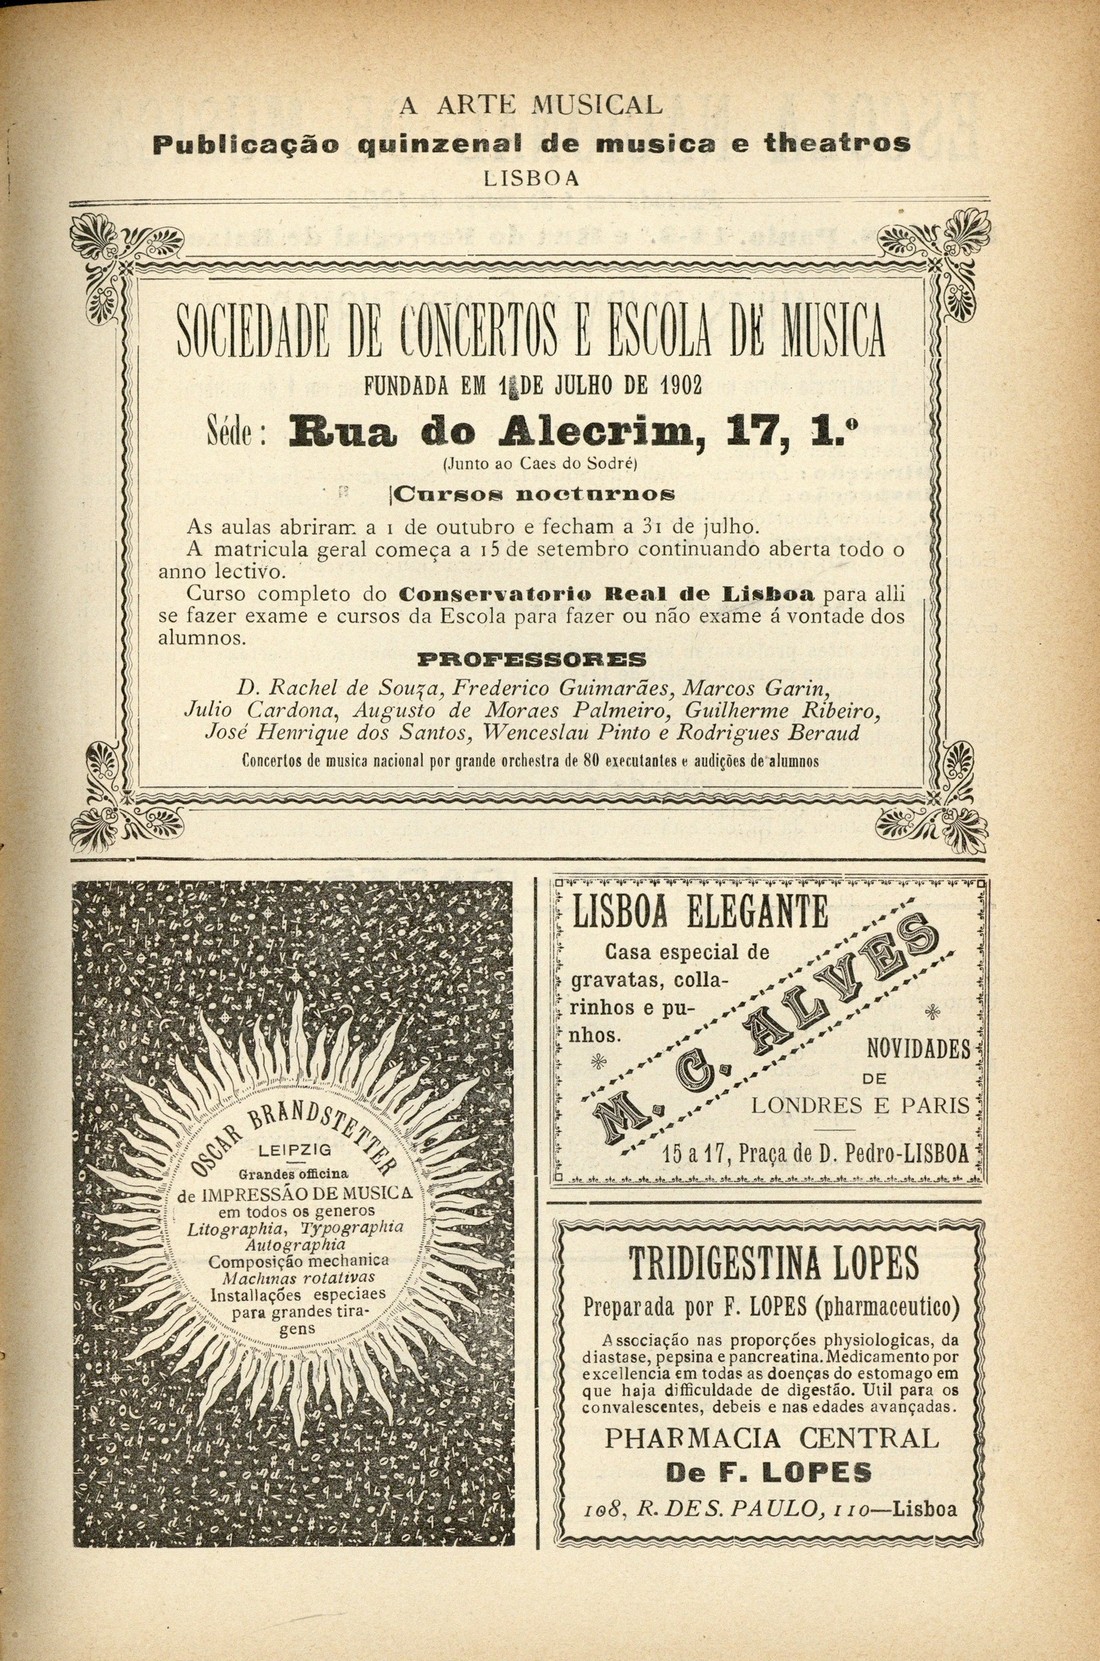 A ARTE MUSICAL
Publicação quinzenal de musica e theatros
LISBOA
SOCIEDADE DE CONCERTOS E ESCOLA DE MUSICA
FUNDADA EM DE JULHO DE 1902
Séde: Rua do Alecrim, 17, 1.º
(Junto ao Caes do Sodré)
Cursos nocturnos
As aulas abriram a 1 de outubro e fecham a 31 de julho.
A matricula geral começa a 15 de setembro continuando aberta todo o
anno lectivo.
Curso completo do Conservatorio Real de Lisboa para alli
se fazer exame e cursos da Escola para fazer ou não exame á vontade dos
alumnos.
PROFESSORES
D. Rachel de Souza, Frederico Guimarães, Marcos Garin,
Julio Cardona, Augusto de Moraes Palmeiro, Guilherme Ribeiro,
José Henrique dos Santos, Wenceslau Pinto e Rodrigues Beraud
Concertos de musica nacional por grande orchestra de 80 executantes e audições de alumnos
OSCAR BRANDSTETTER
LEIPZIG
Grandes officina
de IMPRESSÃO DE MUSICA
em todos os generos
Litographia, Typographia
Autographia
Composição mechanica
Machinas rotativas
Installações especiaes
para grandes tira-
gens
LISBOA ELEGANTE
Casa especial de
gravatas, colla-
rinhos e pu-
nhos.
M. C. ALVES
NOVIDADES
DE
LONDRES E PARIS
15 a 17, Praça de D. Pedro-LISBOA
TRIDIGESTINA LOPES
Preparada por F. LOPES (pharmaceutico)
Associação nas proporções physiologicas, da
diastase, pepsina e pancreatina. Medicamento por
excellencia em todas as doenças do estomago em
que haja difficuldade de digestão. Util para os
convalescentes, debeis e nas edades avançadas.
PHARMACIA CENTRAL
De F. LOPES
108, R. DE S. PAULO, 110—Lisboa